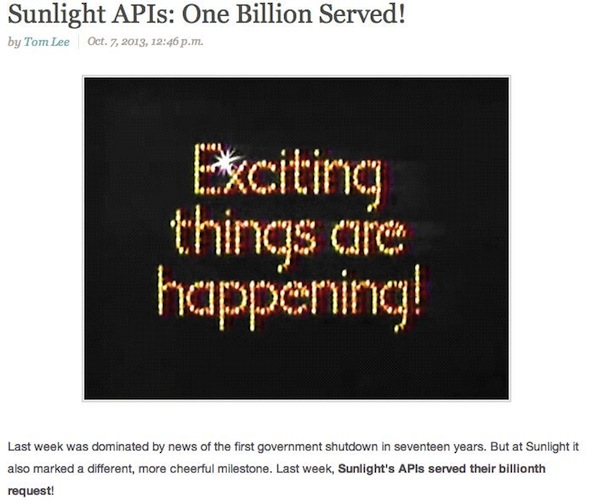 Sunlight APIs: One Billion Served!
by Tom Lee Oct. 7, 2013, 12:46 p.m.
Exciting
things are
happening!
Last week was dominated by news of the first government shutdown in seventeen years. But at Sunlight it
also marked a different, more cheerful milestone. Last week, Sunlight's APIs served their billionth
request!